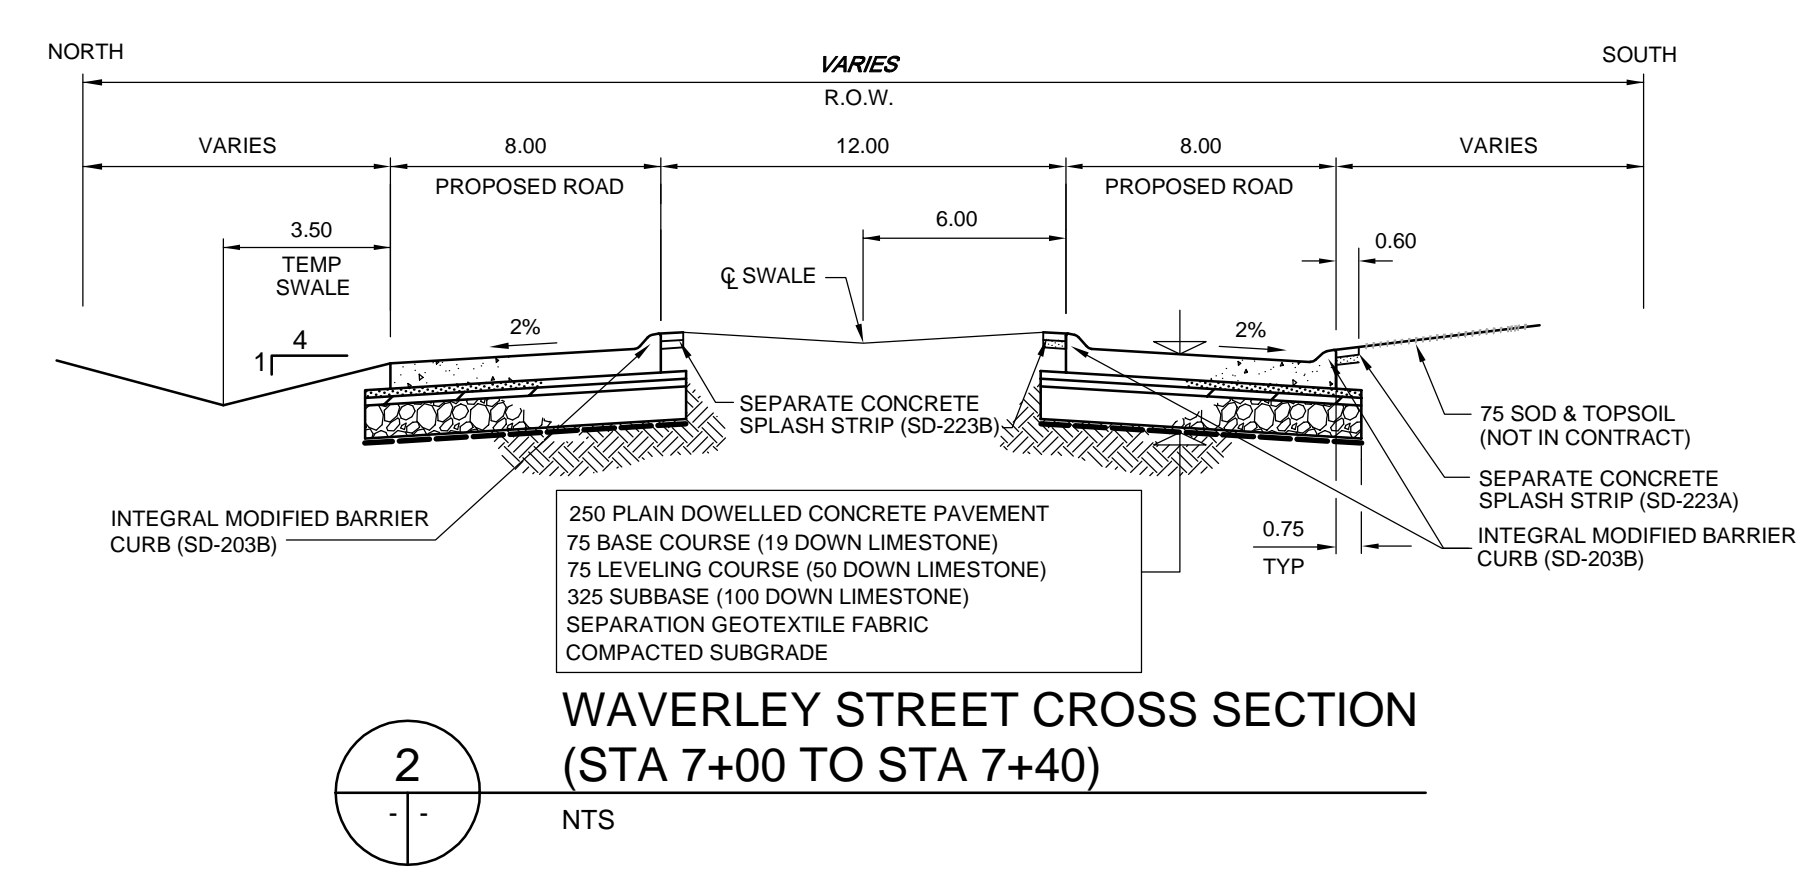 NORTH
SOUTH
VARIES
R.O.W.
VARIES
8.00
12.00
8.00
VARIES
PROPOSED ROAD
PROPOSED ROAD
3.50
TEMP
SWALE
6.00
0.60
℄ SWALE
4
1
2%
2%
SEPARATE CONCRETE
SPLASH STRIP (SD-223B)
75 SOD & TOPSOIL
(NOT IN CONTRACT)
SEPARATE CONCRETE
SPLASH STRIP (SD-223A)
INTEGRAL MODIFIED BARRIER
CURB (SD-203B)
INTEGRAL MODIFIED BARRIER
CURB (SD-203B)
0.75
TYP
250 PLAIN DOWELLED CONCRETE PAVEMENT
75 BASE COURSE (19 DOWN LIMESTONE)
75 LEVELING COURSE (50 DOWN LIMESTONE)
325 SUBBASE (100 DOWN LIMESTONE)
SEPARATION GEOTEXTILE FABRIC
COMPACTED SUBGRADE
WAVERLEY STREET CROSS SECTION
(STA 7+00 TO STA 7+40)
2
- -
NTS